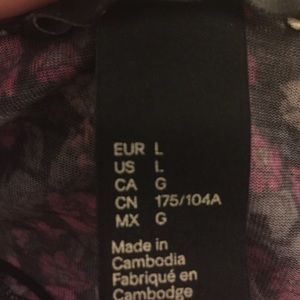 EUR L
US L
CA G
CN 175/104A
MX G
Made in
Cambodia
Fabriqué en
Cambodge